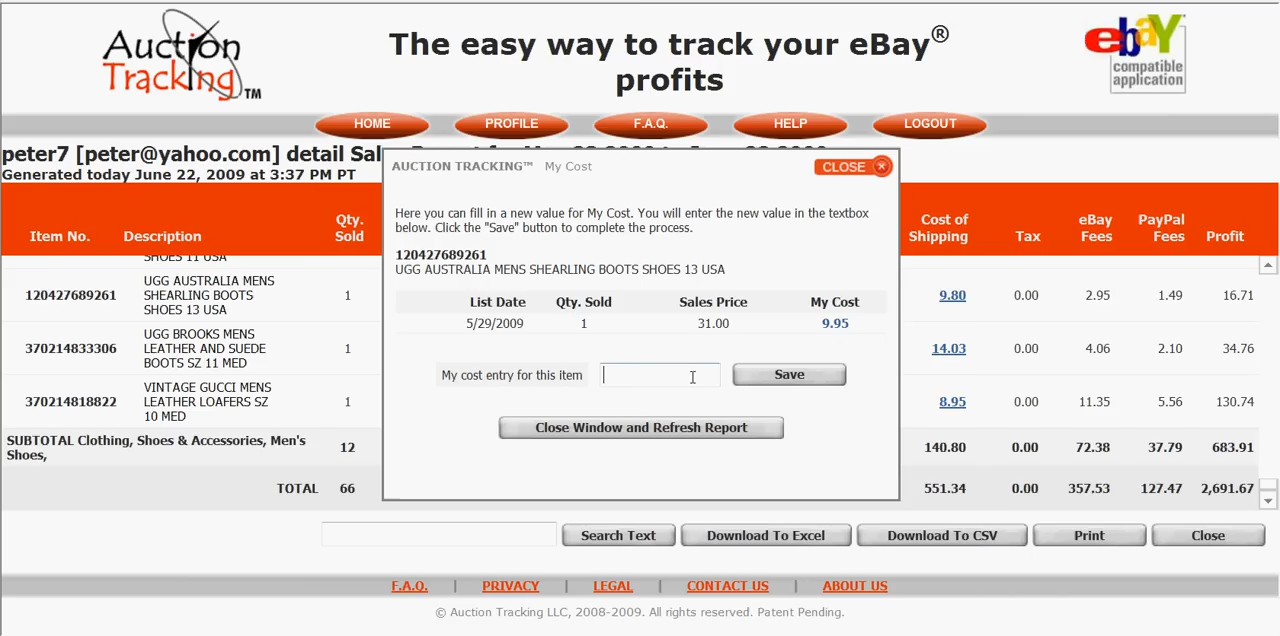 Auction
Tracking™
The easy way to track your eBay®
profits
ebaY
compatible
application
HOME PROFILE F.A.Q. HELP LOGOUT
peter7 [peter@yahoo.com] detail
Generated today June 22, 2009 at 3:37 PM PT
Item No. Description Qty. Sold Cost of Shipping Tax eBay Fees PayPal Fees Profit
SHOES 11 USA
120427689261 UGG AUSTRALIA MENS SHEARLING BOOTS SHOES 13 USA 1 9.80 0.00 2.95 1.49 16.71
370214833306 UGG BROOKS MENS LEATHER AND SUEDE BOOTS SZ 11 MED 1 14.03 0.00 4.06 2.10 34.76
370214818822 VINTAGE GUCCI MENS LEATHER LOAFERS SZ 10 MED 1 8.95 0.00 11.35 5.56 130.74
SUBTOTAL Clothing, Shoes & Accessories, Men's Shoes, 12 140.80 0.00 72.38 37.79 683.91
TOTAL 66 551.34 0.00 357.53 127.47 2,691.67
AUCTION TRACKING™ My Cost CLOSE
Here you can fill in a new value for My Cost. You will enter the new value in the textbox
below. Click the "Save" button to complete the process.
120427689261
UGG AUSTRALIA MENS SHEARLING BOOTS SHOES 13 USA
List Date Qty. Sold Sales Price My Cost
5/29/2009 1 31.00 9.95
My cost entry for this item Save
Close Window and Refresh Report
Search Text Download To Excel Download To CSV Print Close
F.A.Q. | PRIVACY | LEGAL | CONTACT US | ABOUT US
© Auction Tracking LLC, 2008-2009. All rights reserved. Patent Pending.